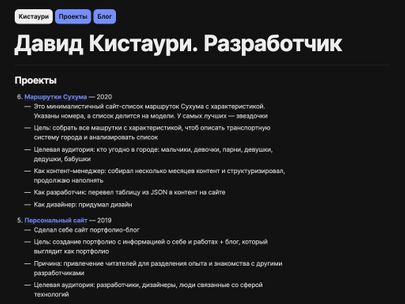 Кистаури Проекты Блог
Давид Кистаури. Разработчик
Проекты
6. Маршрутки Сухума — 2020
— Это минималистичный сайт-список маршруток Сухума с характеристикой.
Указаны номера, а список делится на модели. У самых лучших — звездочки
— Цель: собрать все машрутки с характеристикой, чтоб описать транспортную
систему города и анализировать список
— Целевая аудитория: кто угодно в городе: мальчики, девочки, парни, девушки,
дедушки, бабушки
— Как контент-менеджер: собирал несколько месяцев контент и структурировал,
продолжаю наполнять
— Как разработчик: перевел таблицу из JSON в контент на сайте
— Как дизайнер: придумал дизайн
5. Персональный сайт — 2019
— Сделал себе сайт портфолио-блог
— Цель: создание портфолио с информацией о себе и работах + блог, который
выглядит как портфолио
— Причина: привлечение читателей для разделения опыта и знакомства с другими
разработчиками
— Целевая аудитория: разработчики, дизайнеры, люди связанные со сферой
технологий